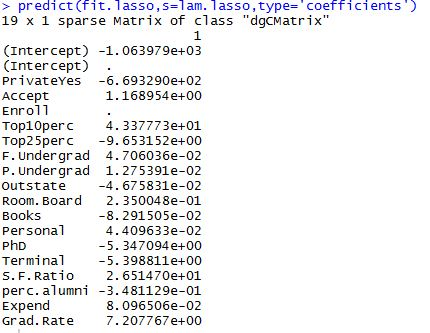 > predict(fit.lasso,s=lam.lasso,type='coefficients')
19 x 1 sparse Matrix of class "dgCMatrix"
1
(Intercept) -1.063979e+03
(Intercept) .
PrivateYes -6.693290e+02
Accept 1.168954e+00
Enroll .
Top10perc 4.337773e+01
Top25perc -9.653152e+00
F.Undergrad 4.706036e-02
P.Undergrad 1.275391e-02
Outstate -4.675831e-02
Room.Board 2.350048e-01
Books -8.291505e-02
Personal 4.409633e-02
PhD -5.347094e+00
Terminal -5.398811e+00
S.F.Ratio 2.651470e+01
perc.alumni -3.481129e-01
Expend 8.096506e-02
Grad.Rate 7.207767e+00